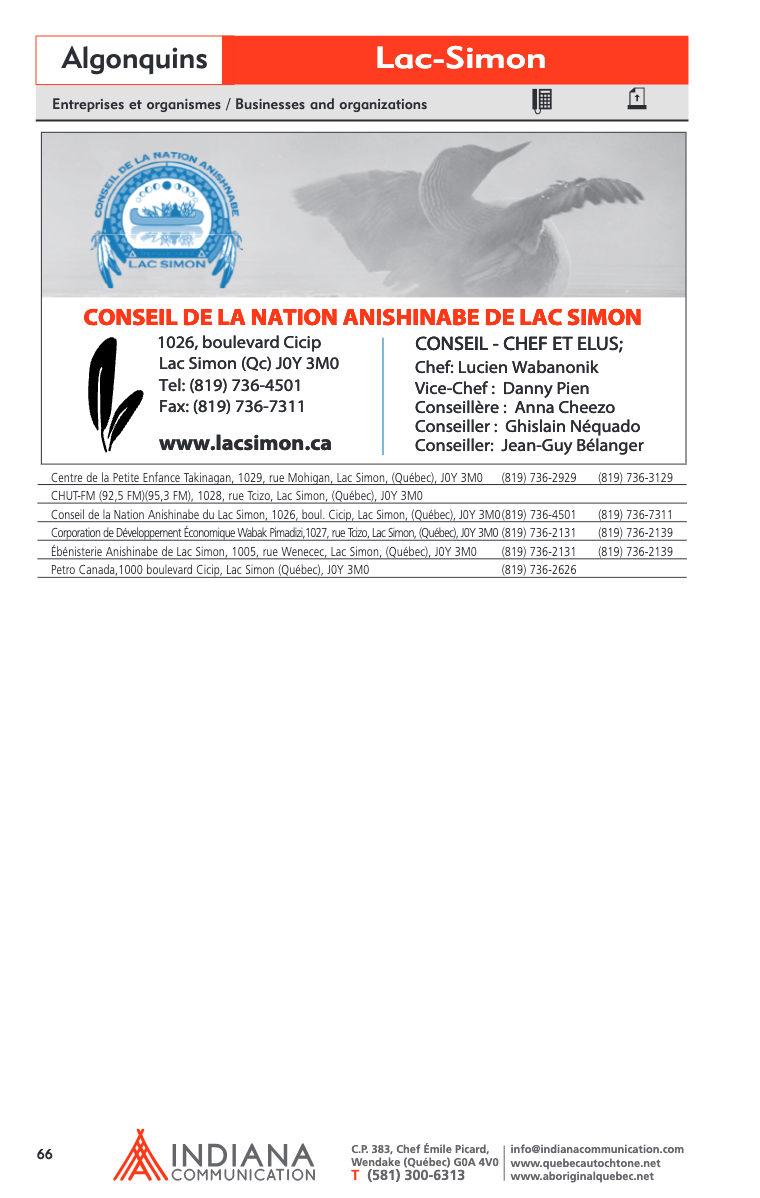 Algonquins
Lac-Simon
Entreprises et organismes / Businesses and organizations
CONSEIL DE LA NATION ANISHNABE
LAC SIMON
CONSEIL DE LA NATION ANISHINABE DE LAC SIMON
1026, boulevard Cicip
Lac Simon (Qc) J0Y 3M0
Tel: (819) 736-4501
Fax: (819) 736-7311
www.lacsimon.ca
CONSEIL - CHEF ET ELUS;
Chef: Lucien Wabanonik
Vice-Chef : Danny Pien
Conseillère : Anna Cheezo
Conseiller : Ghislain Néquado
Conseiller: Jean-Guy Bélanger
Centre de la Petite Enfance Takinagan, 1029, rue Mohigan, Lac Simon, (Québec), J0Y 3M0 (819) 736-2929 (819) 736-3129
CHUT-FM (92,5 FM)(95,3 FM), 1028, rue Tcizo, Lac Simon, (Québec), J0Y 3M0
Conseil de la Nation Anishinabe du Lac Simon, 1026, boul. Cicip, Lac Simon, (Québec), J0Y 3M0 (819) 736-4501 (819) 736-7311
Corporation de Développement Économique Wabak Pimadizi,1027, rue Tcizo, Lac Simon, (Québec), J0Y 3M0 (819) 736-2131 (819) 736-2139
Ébénisterie Anishinabe de Lac Simon, 1005, rue Wenecec, Lac Simon, (Québec), J0Y 3M0 (819) 736-2131 (819) 736-2139
Petro Canada,1000 boulevard Cicip, Lac Simon (Québec), J0Y 3M0 (819) 736-2626
66
INDIANA
COMMUNICATION
C.P. 383, Chef Émile Picard,
Wendake (Québec) G0A 4V0
T (581) 300-6313
info@indianacommunication.com
www.quebecautochtone.net
www.aboriginalquebec.net